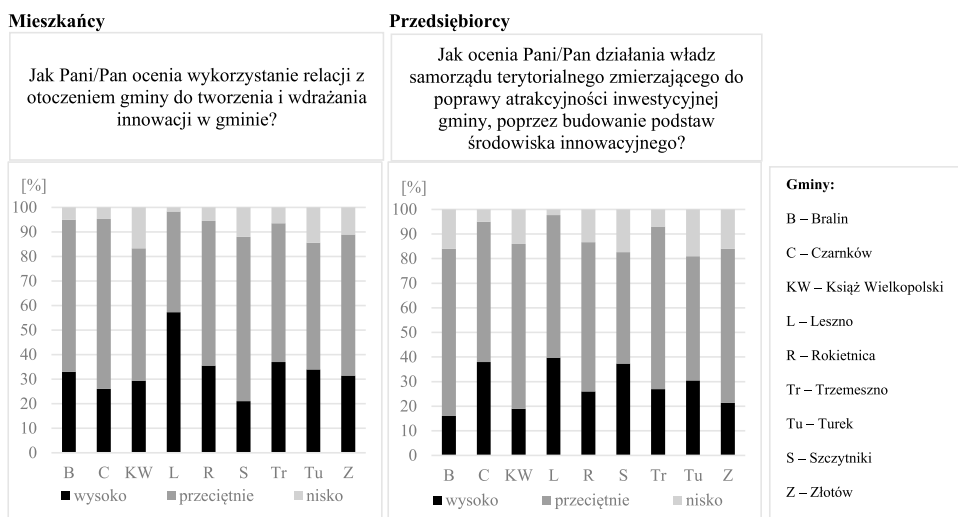 Mieszkańcy
Jak Pani/Pan ocenia wykorzystanie relacji z
otoczeniem gminy do tworzenia i wdrażania
innowacji w gminie?
[%]
100
90
80
70
60
50
40
30
20
10
0
B C KW L R S Tr Tu Z
wysoko przeciętnie nisko
Przedsiębiorcy
Jak ocenia Pani/Pan działania władz
samorządu terytorialnego zmierzającego do
poprawy atrakcyjności inwestycyjnej
gminy, poprzez budowanie podstaw
środowiska innowacyjnego?
[%]
100
90
80
70
60
50
40
30
20
10
0
B C KW L R S Tr Tu Z
wysoko przeciętnie nisko
Gminy:
B – Bralin
C – Czarnków
KW – Książ Wielkopolski
L – Leszno
R – Rokietnica
Tr – Trzemeszno
Tu – Turek
S – Szczytniki
Z – Złotów